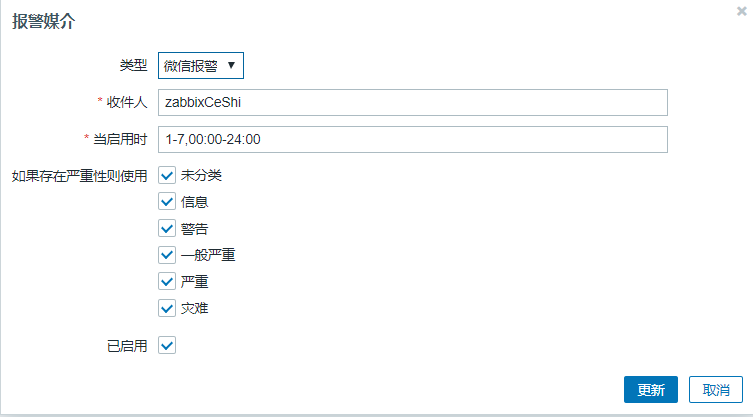 报警媒介
类型 微信报警
* 收件人 zabbixCeShi
* 当启用时 1-7,00:00-24:00
如果存在严重性则使用 未分类
信息
警告
一般严重
严重
灾难
已启用
更新 取消